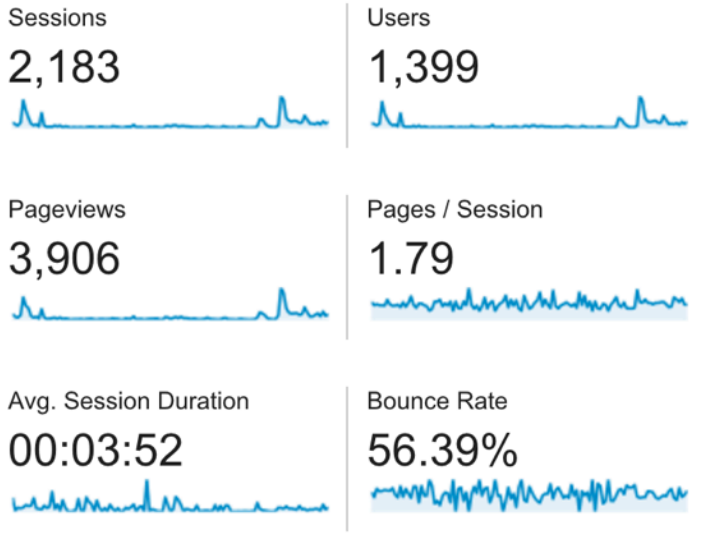 Sessions
2,183
Users
1,399
Pageviews
3,906
Pages / Session
1.79
Avg. Session Duration
00:03:52
Bounce Rate
56.39%